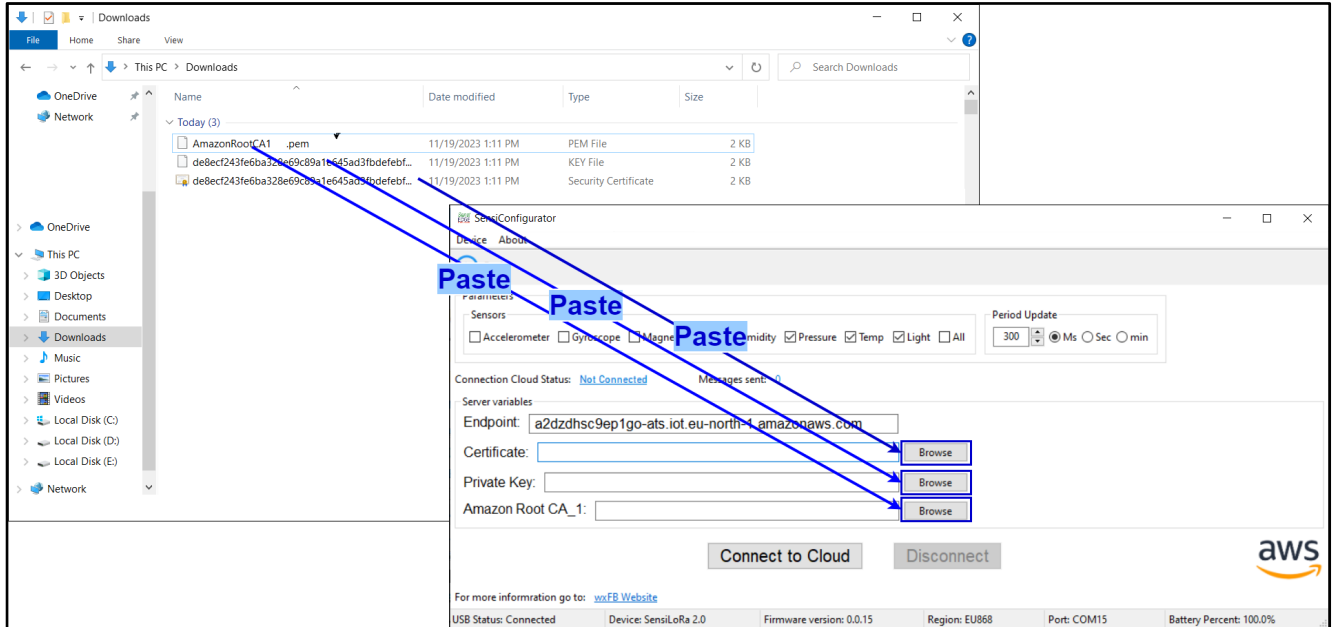 Downloads
File Home Share View
This PC > Downloads
Search Downloads
OneDrive
Network
Name Date modified Type Size
Today (3)
AmazonRootCA1 .pem 11/19/2023 1:11 PM PEM File 2 KB
de8ecf243fe6ba328e69c89a1e645ad3fbdefebf... 11/19/2023 1:11 PM KEY File 2 KB
de8ecf243fe6ba328e69c89a1e645ad3fbdefebf... 11/19/2023 1:11 PM Security Certificate 2 KB
OneDrive
This PC
3D Objects
Desktop
Documents
Downloads
Music
Pictures
Videos
Local Disk (C:)
Local Disk (D:)
Local Disk (E:)
Network
SensiConfigurator
Device About
Paste
Paste
Paste
Parameters
Sensors
Accelerometer Gyroscope Magne midity Pressure Temp Light All
Period Update
300 Ms Sec min
Connection Cloud Status: Not Connected Messages sent: 0
Server variables
Endpoint: a2dzdhsc9ep1go-ats.iot.eu-north-1.amazonaws.com
Certificate: Browse
Private Key: Browse
Amazon Root CA_1: Browse
Connect to Cloud Disconnect
aws
For more informration go to: wxFB Website
USB Status: Connected Device: SensiLoRa 2.0 Firmware version: 0.0.15 Region: EU868 Port: COM15 Battery Percent: 100.0%